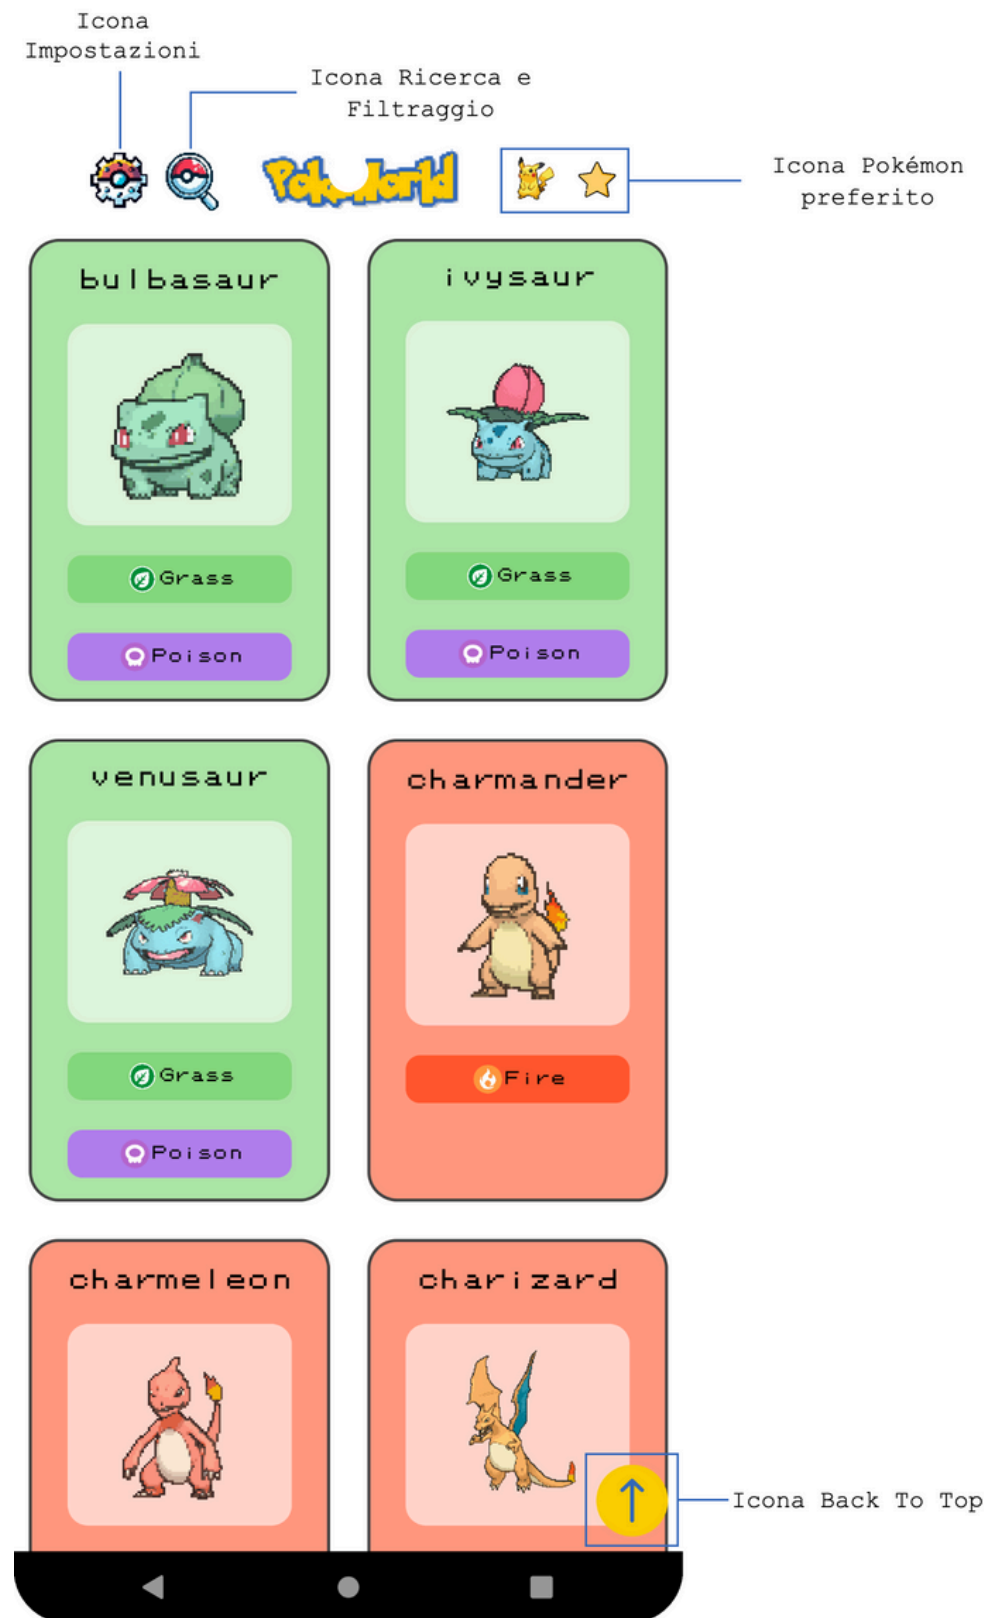 Icona
Impostazioni
Icona Ricerca e
Filtraggio
PokeWorld
Icona Pokémon
preferito
bulbasaur
ivysaur
Grass
Grass
Poison
Poison
venusaur
charmander
Grass
Fire
Poison
charmeleon
charizard
Icona Back To Top